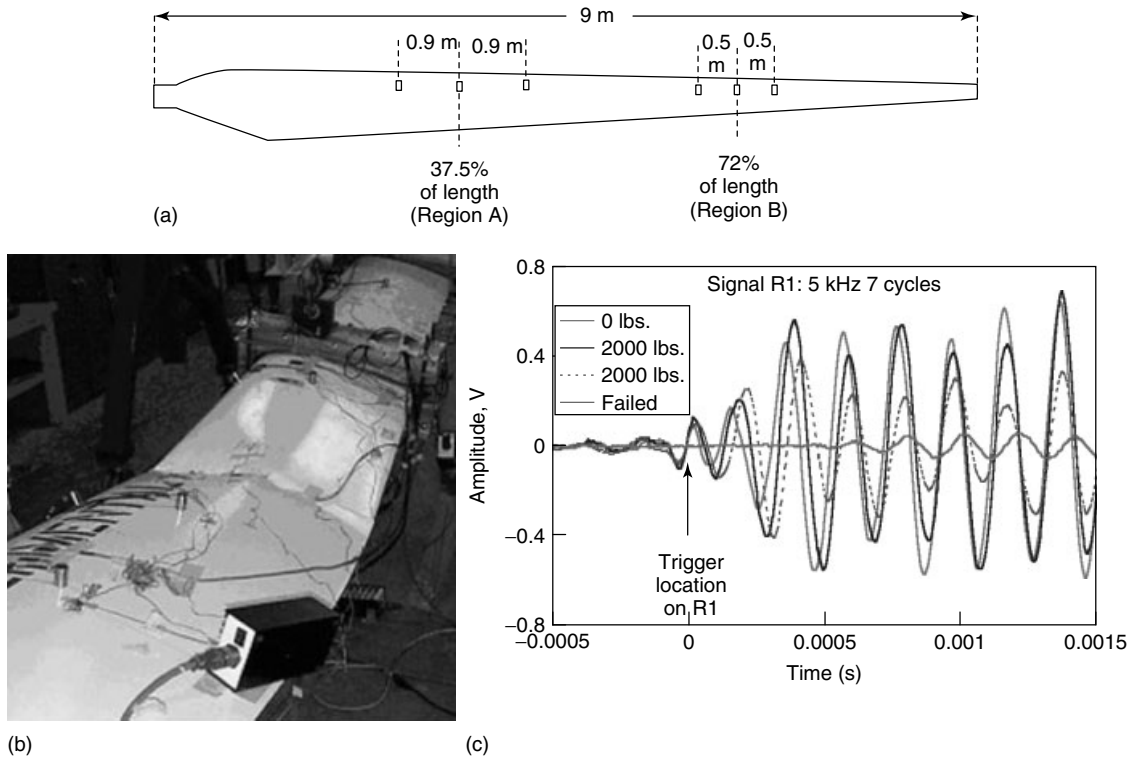 9 m
0.9 m
0.9 m
0.5
m
0.5
m
37.5%
of length
(Region A)
72%
of length
(Region B)
(a)
(b)
Signal R1: 5 kHz 7 cycles
0 lbs.
2000 lbs.
2000 lbs.
Failed
0.8
0.4
0
−0.4
−0.8
Amplitude, V
Trigger
location
on R1
−0.0005
0
0.0005
0.001
0.0015
Time (s)
(c)